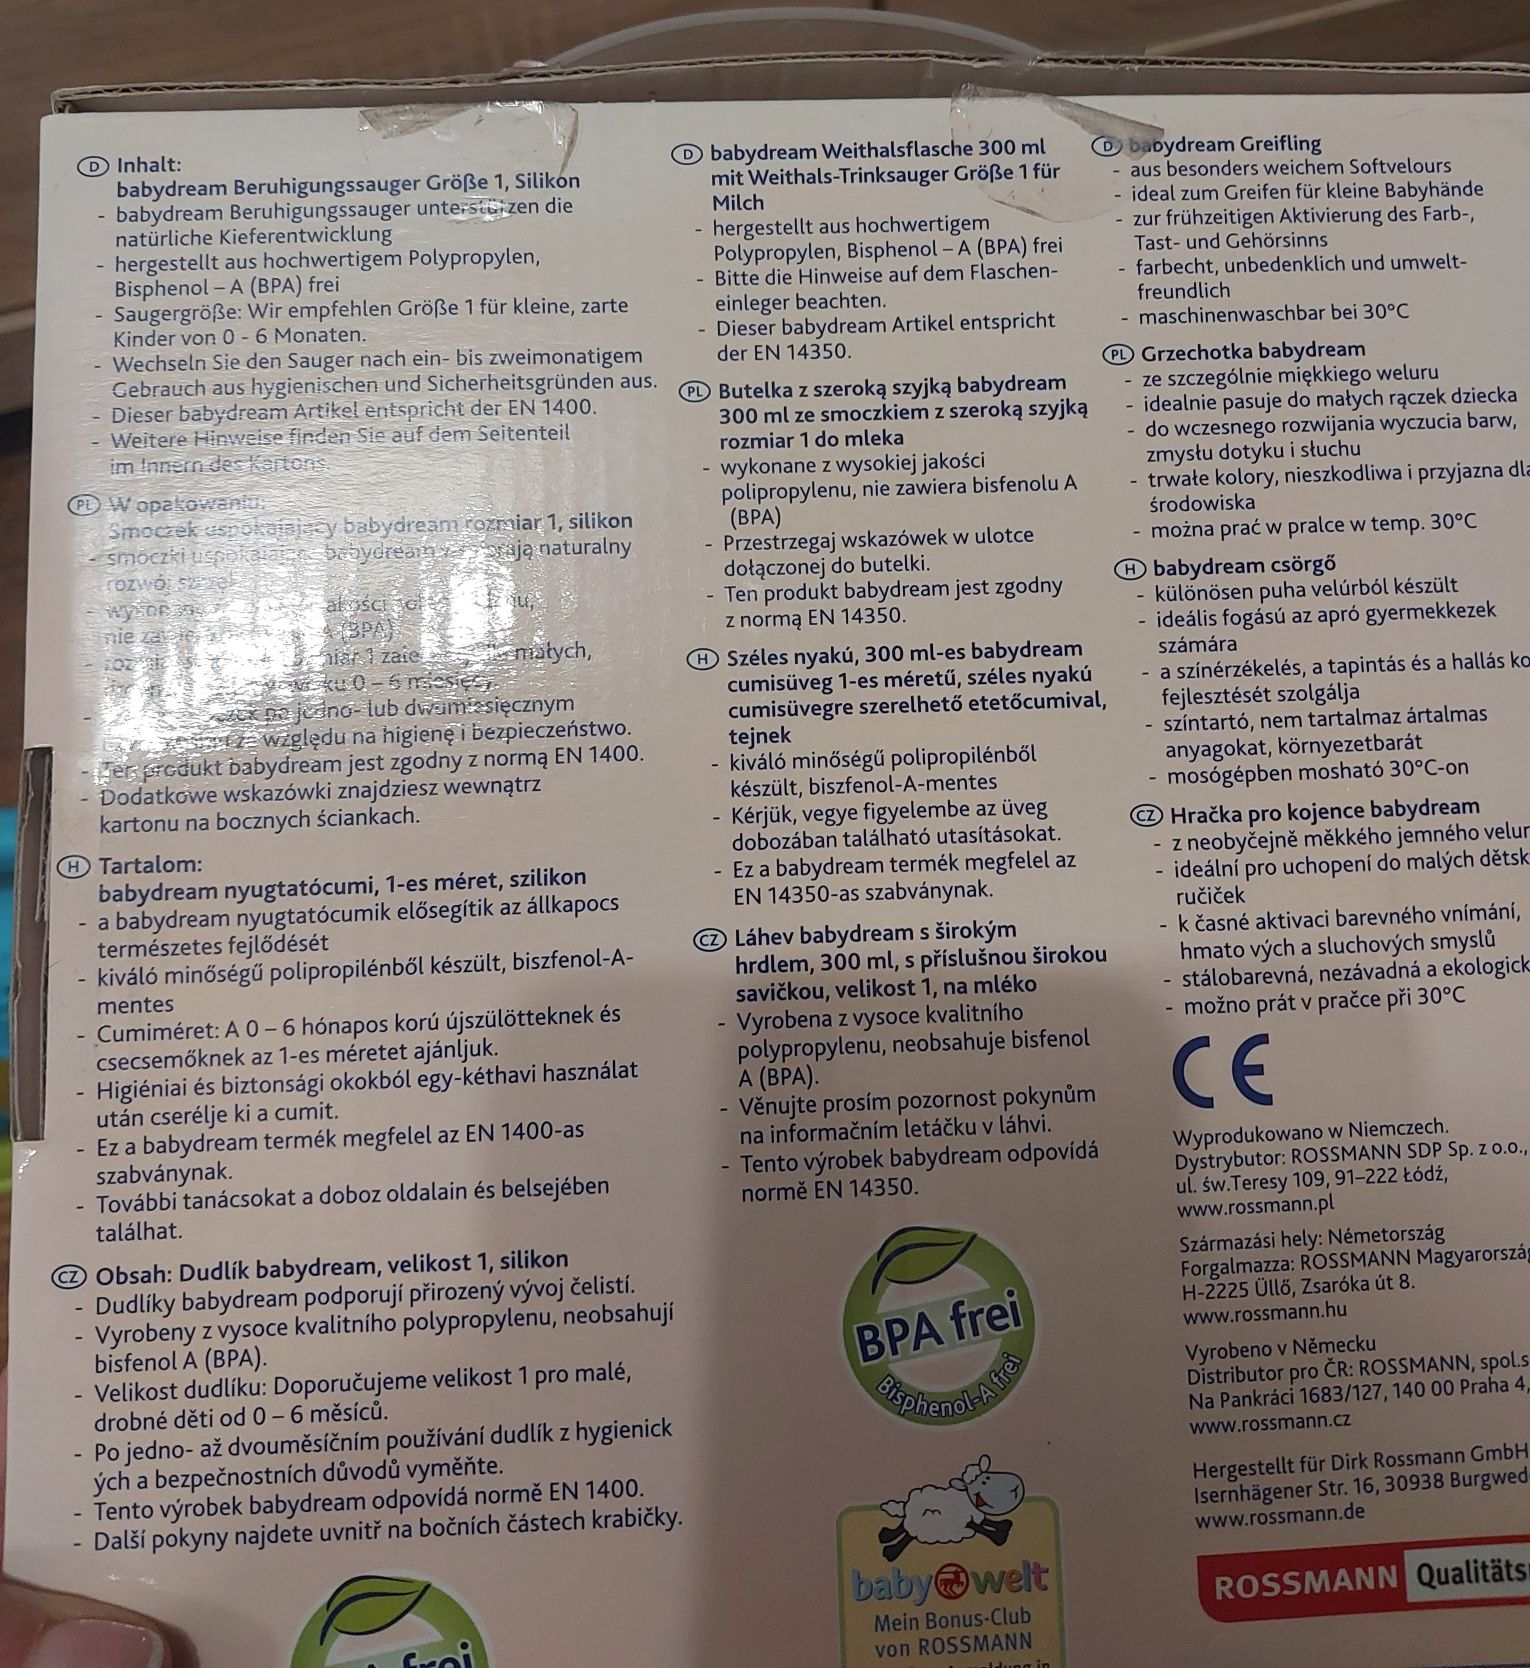 D Inhalt:
babydream Beruhigungssauger Größe 1, Silikon
- babydream Beruhigungssauger unterstützen die
natürliche Kieferentwicklung
- hergestellt aus hochwertigem Polypropylen,
Bisphenol – A (BPA) frei
- Saugergröße: Wir empfehlen Größe 1 für kleine, zarte
Kinder von 0 - 6 Monaten.
- Wechseln Sie den Sauger nach ein- bis zweimonatigem
Gebrauch aus hygienischen und Sicherheitsgründen aus.
- Dieser babydream Artikel entspricht der EN 1400.
- Weitere Hinweise finden Sie auf dem Seitenteil
im Innern des Kartons.
PL W opakowaniu:
Smoczek uspokajający babydream rozmiar 1, silikon
- smoczki babydream naturalny
rozwój
-
nie (BPA)
- 1 małych,
0 – 6 miesięcy.
- po jedno- lub dwumiesięcznym
względu na higienę i bezpieczeństwo.
- Ten produkt babydream jest zgodny z normą EN 1400.
- Dodatkowe wskazówki znajdziesz wewnątrz
kartonu na bocznych ściankach.
H Tartalom:
babydream nyugtatócumi, 1-es méret, szilikon
- a babydream nyugtatócumik elősegítik az állkapocs
természetes fejlődését
- kiváló minőségű polipropilénből készült, biszfenol-A-
mentes
- Cumiméret: A 0 – 6 hónapos korú újszülötteknek és
csecsemőknek az 1-es méretet ajánljuk.
- Higiéniai és biztonsági okokból egy-kéthavi használat
után cserélje ki a cumit.
- Ez a babydream termék megfelel az EN 1400-as
szabványnak.
- További tanácsokat a doboz oldalain és belsejében
találhat.
CZ Obsah: Dudlík babydream, velikost 1, silikon
- Dudlíky babydream podporují přirozený vývoj čelistí.
- Vyrobeny z vysoce kvalitního polypropylenu, neobsahují
bisfenol A (BPA).
- Velikost dudlíku: Doporučujeme velikost 1 pro malé,
drobné děti od 0 – 6 měsíců.
- Po jedno- až dvouměsíčním používání dudlík z hygienick
ých a bezpečnostních důvodů vyměňte.
- Tento výrobek babydream odpovídá normě EN 1400.
- Další pokyny najdete uvnitř na bočních částech krabičky.
frei
D babydream Weithalsflasche 300 ml
mit Weithals-Trinksauger Größe 1 für
Milch
- hergestellt aus hochwertigem
Polypropylen, Bisphenol – A (BPA) frei
- Bitte die Hinweise auf dem Flaschen-
einleger beachten.
- Dieser babydream Artikel entspricht
der EN 14350.
PL Butelka z szeroką szyjką babydream
300 ml ze smoczkiem z szeroką szyjką
rozmiar 1 do mleka
- wykonane z wysokiej jakości
polipropylenu, nie zawiera bisfenolu A
(BPA)
- Przestrzegaj wskazówek w ulotce
dołączonej do butelki.
- Ten produkt babydream jest zgodny
z normą EN 14350.
H Széles nyakú, 300 ml-es babydream
cumisüveg 1-es méretű, széles nyakú
cumisüvegre szerelhető etetőcumival,
tejnek
- kiváló minőségű polipropilénből
készült, biszfenol-A-mentes
- Kérjük, vegye figyelembe az üveg
dobozában található utasításokat.
- Ez a babydream termék megfelel az
EN 14350-as szabványnak.
CZ Láhev babydream s širokým
hrdlem, 300 ml, s příslušnou širokou
savičkou, velikost 1, na mléko
- Vyrobena z vysoce kvalitního
polypropylenu, neobsahuje bisfenol
A (BPA).
- Věnujte prosím pozornost pokynům
na informačním letáčku v láhvi.
- Tento výrobek babydream odpovídá
normě EN 14350.
BPA frei
Bisphenol-A frei
baby welt
Mein Bonus-Club
von ROSSMANN
D babydream Greifling
- aus besonders weichem Softvelours
- ideal zum Greifen für kleine Babyhände
- zur frühzeitigen Aktivierung des Farb-,
Tast- und Gehörsinns
- farbecht, unbedenklich und umwelt-
freundlich
- maschinenwaschbar bei 30°C
PL Grzechotka babydream
- ze szczególnie miękkiego weluru
- idealnie pasuje do małych rączek dziecka
- do wczesnego rozwijania wyczucia barw,
zmysłu dotyku i słuchu
- trwałe kolory, nieszkodliwa i przyjazna dla
środowiska
- można prać w pralce w temp. 30°C
H babydream csörgő
- különösen puha velúrból készült
- ideális fogású az apró gyermekkezek
számára
- a színérzékelés, a tapintás és a hallás ko
fejlesztését szolgálja
- színtartó, nem tartalmaz ártalmas
anyagokat, környezetbarát
- mosógépben mosható 30°C-on
CZ Hračka pro kojence babydream
- z neobyčejně měkkého jemného velur
- ideální pro uchopení do malých dětsk
ručiček
- k časné aktivaci barevného vnímání,
hmato vých a sluchových smyslů
- stálobarevná, nezávadná a ekologick
- možno prát v pračce při 30°C
CE
Wyprodukowano w Niemczech.
Dystrybutor: ROSSMANN SDP Sp. z o.o.,
ul. św.Teresy 109, 91–222 Łódź,
www.rossmann.pl
Származási hely: Németország
Forgalmazza: ROSSMANN Magyarország
H-2225 Üllő, Zsaróka út 8.
www.rossmann.hu
Vyrobeno v Německu
Distributor pro ČR: ROSSMANN, spol.s
Na Pankráci 1683/127, 140 00 Praha 4,
www.rossmann.cz
Hergestellt für Dirk Rossmann GmbH
Isernhägener Str. 16, 30938 Burgwed
www.rossmann.de
ROSSMANN Qualitäts